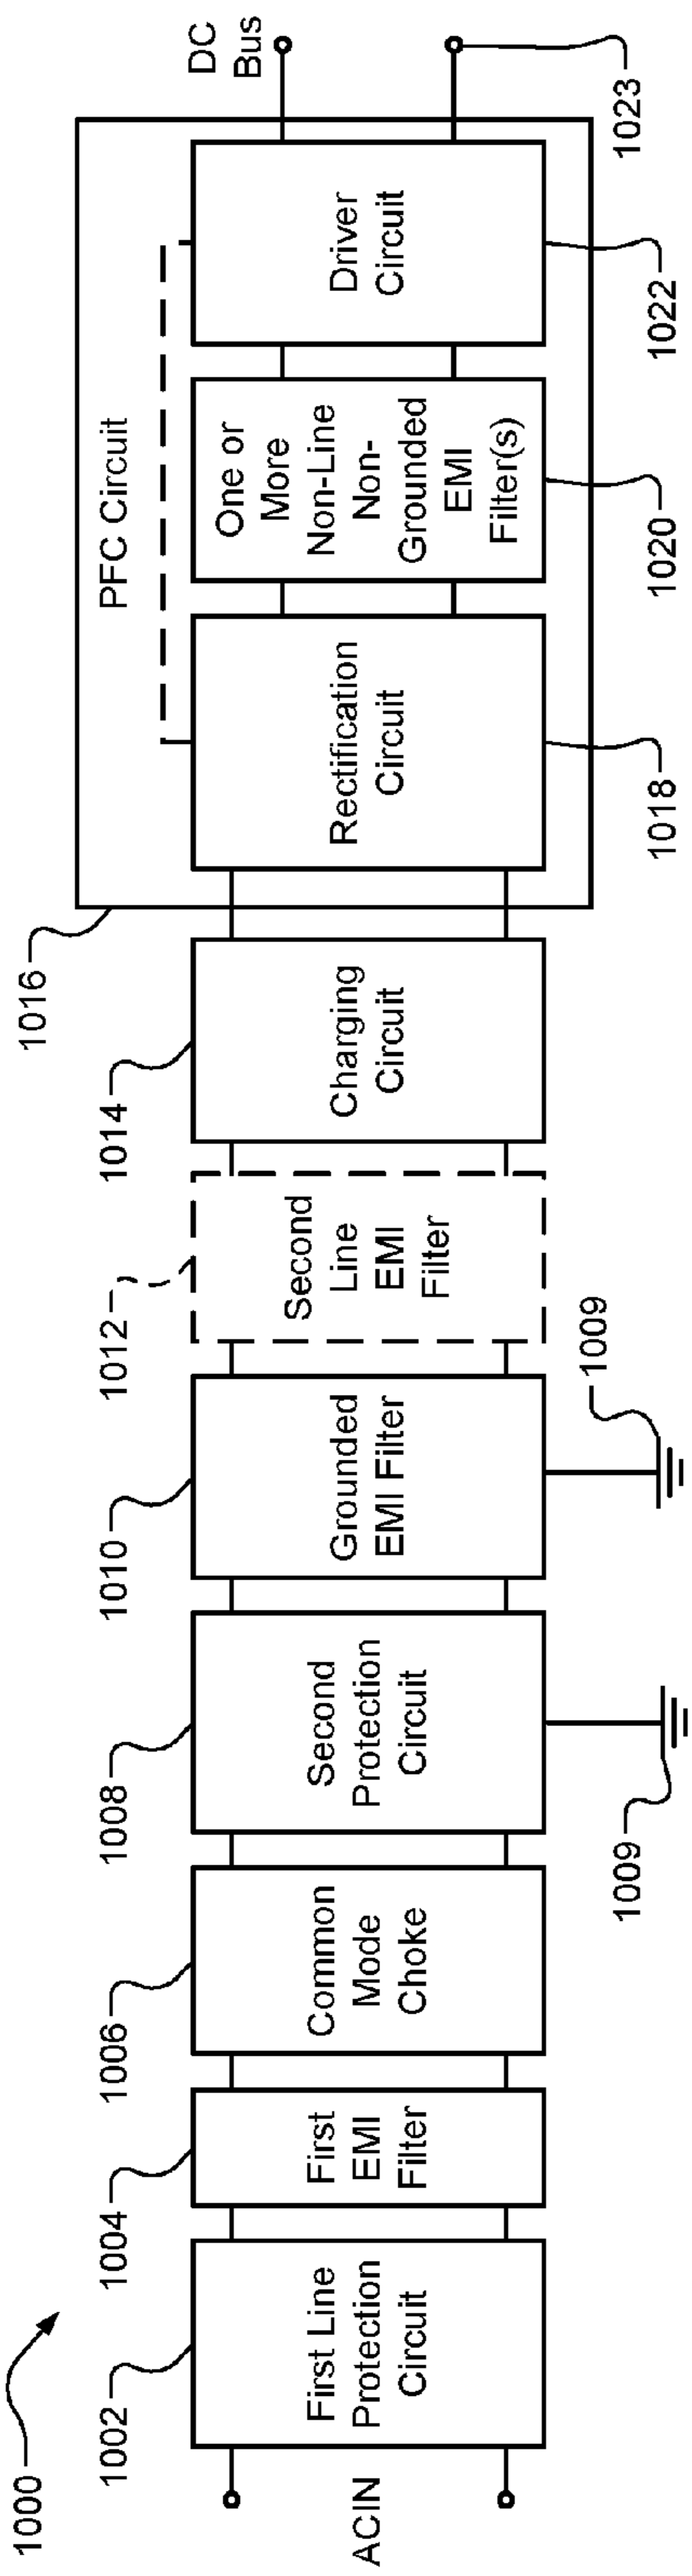 1000
ACIN
1002
First Line
Protection
Circuit
1004
First
EMI
Filter
1006
Common
Mode
Choke
1008
Second
Protection
Circuit
1009
1010
Grounded
EMI Filter
1009
1012
Second
Line
EMI
Filter
1014
Charging
Circuit
1016
PFC Circuit
Rectification
Circuit
1018
One or
More
Non-Line
Non-
Grounded
EMI
Filter(s)
1020
Driver
Circuit
1022
DC
Bus
1023